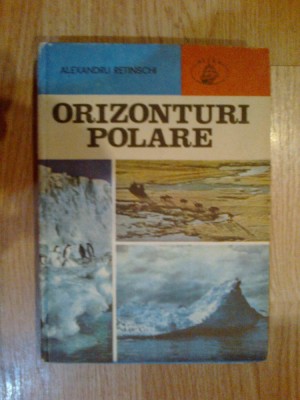 ALEXANDRU RETINSCHI
ORIZONTURI
POLARE